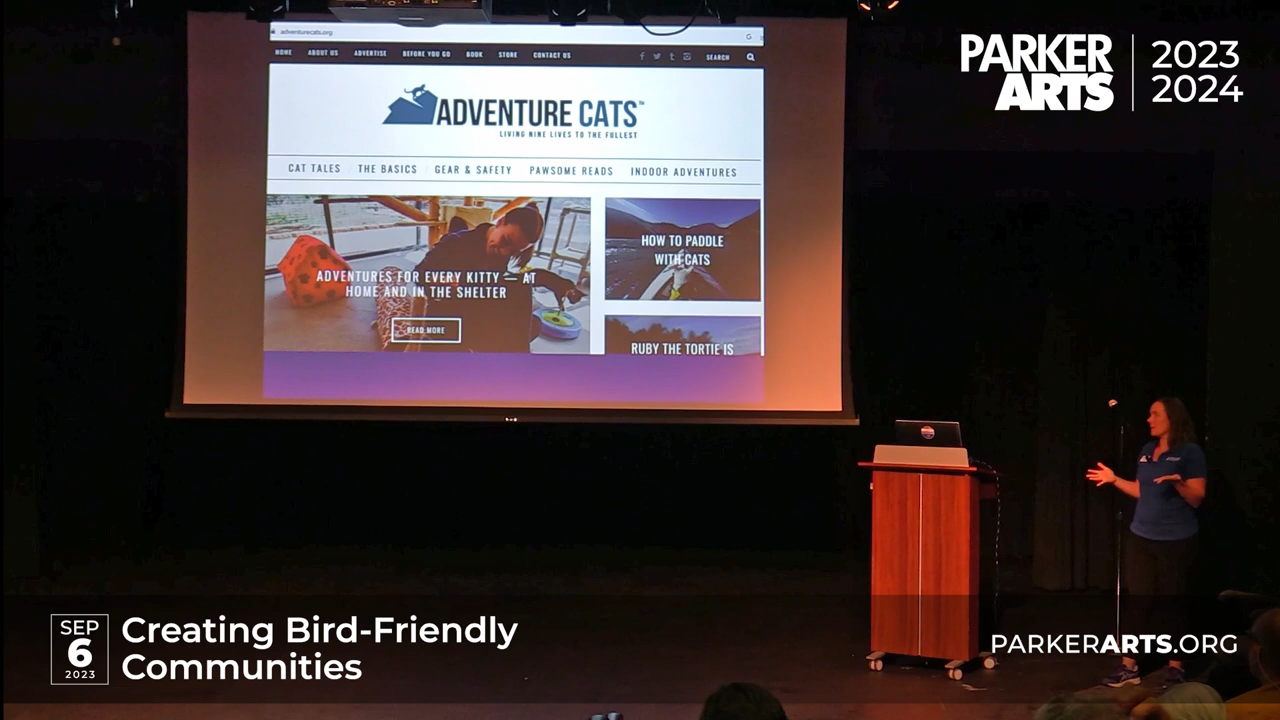 adventurecats.org
HOME ABOUT US ADVERTISE BEFORE YOU GO BOOK STORE CONTACT US SEARCH
ADVENTURE CATS™
LIVING NINE LIVES TO THE FULLEST
CAT TALES THE BASICS GEAR & SAFETY PAWSOME READS INDOOR ADVENTURES
ADVENTURES FOR EVERY KITTY — AT
HOME AND IN THE SHELTER
READ MORE
HOW TO PADDLE
WITH CATS
RUBY THE TORTIE IS
PARKER
ARTS
2023
2024
SEP
6
2023
Creating Bird-Friendly
Communities
PARKERARTS.ORG